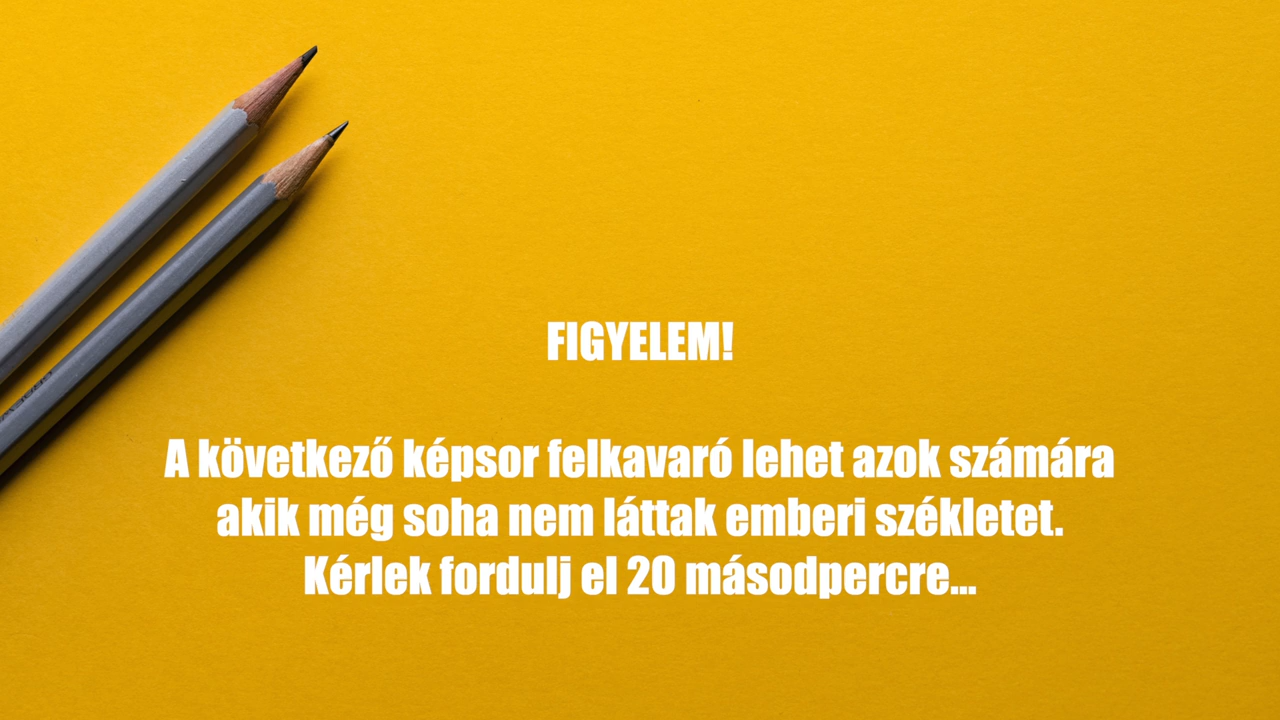 FIGYELEM!
A következő képsor felkavaró lehet azok számára
akik még soha nem láttak emberi székletet.
Kérlek fordulj el 20 másodpercre...